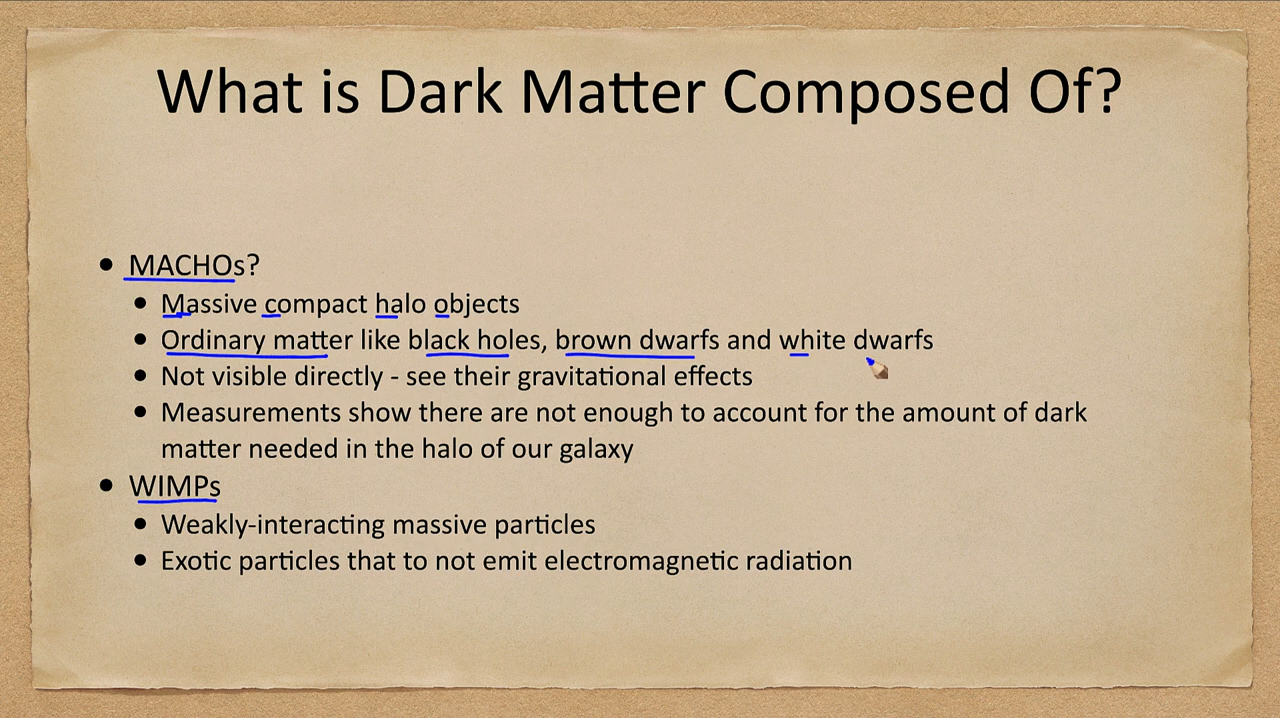 What is Dark Matter Composed Of?
• MACHOs?
• Massive compact halo objects
• Ordinary matter like black holes, brown dwarfs and white dwarfs
• Not visible directly - see their gravitational effects
• Measurements show there are not enough to account for the amount of dark
matter needed in the halo of our galaxy
• WIMPs
• Weakly-interacting massive particles
• Exotic particles that to not emit electromagnetic radiation